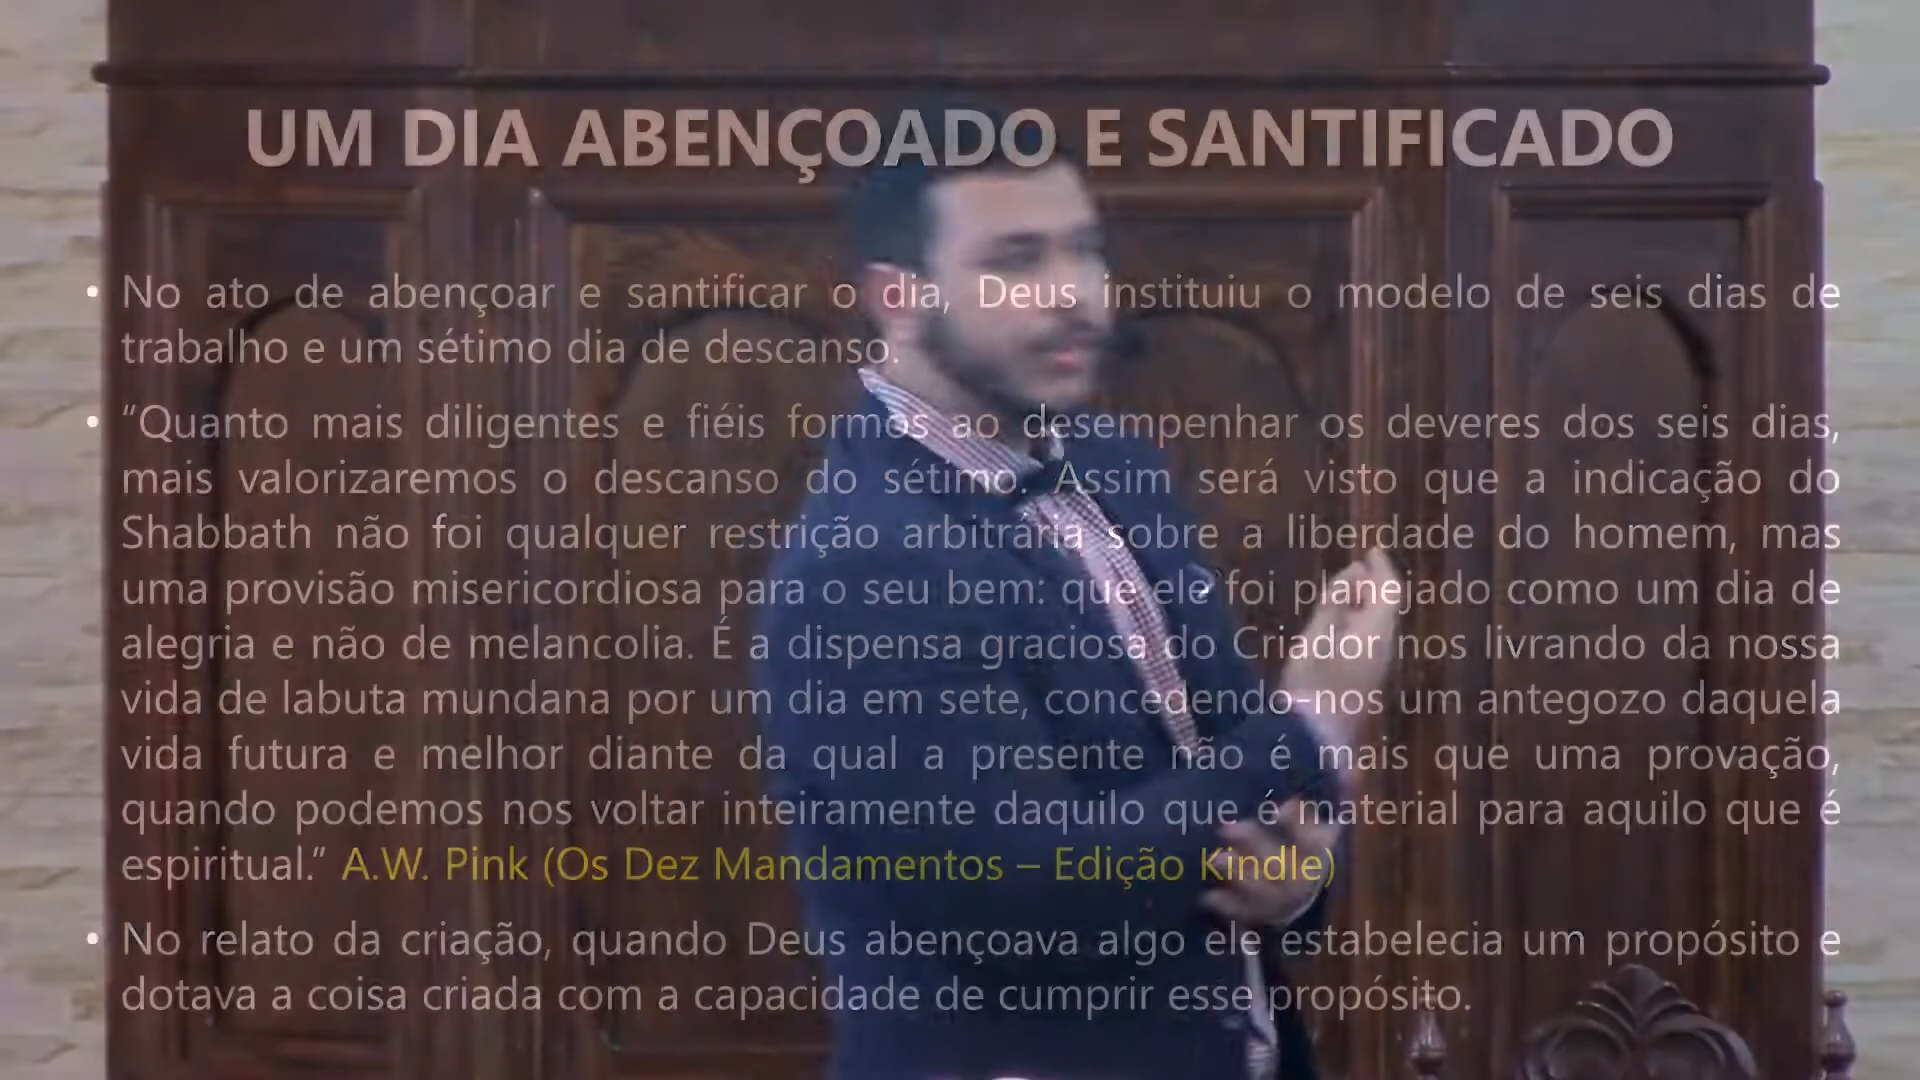 UM DIA ABENÇOADO E SANTIFICADO
• No ato de abençoar e santificar o dia, Deus instituiu o modelo de seis dias de
trabalho e um sétimo dia de descanso.
• “Quanto mais diligentes e fiéis formos ao desempenhar os deveres dos seis dias,
mais valorizaremos o descanso do sétimo. Assim será visto que a indicação do
Shabbath não foi qualquer restrição arbitrária sobre a liberdade do homem, mas
uma provisão misericordiosa para o seu bem: que ele foi planejado como um dia de
alegria e não de melancolia. É a dispensa graciosa do Criador nos livrando da nossa
vida de labuta mundana por um dia em sete, concedendo-nos um antegozo daquela
vida futura e melhor diante da qual a presente não é mais que uma provação,
quando podemos nos voltar inteiramente daquilo que é material para aquilo que é
espiritual.” A.W. Pink (Os Dez Mandamentos – Edição Kindle)
• No relato da criação, quando Deus abençoava algo ele estabelecia um propósito e
dotava a coisa criada com a capacidade de cumprir esse propósito.